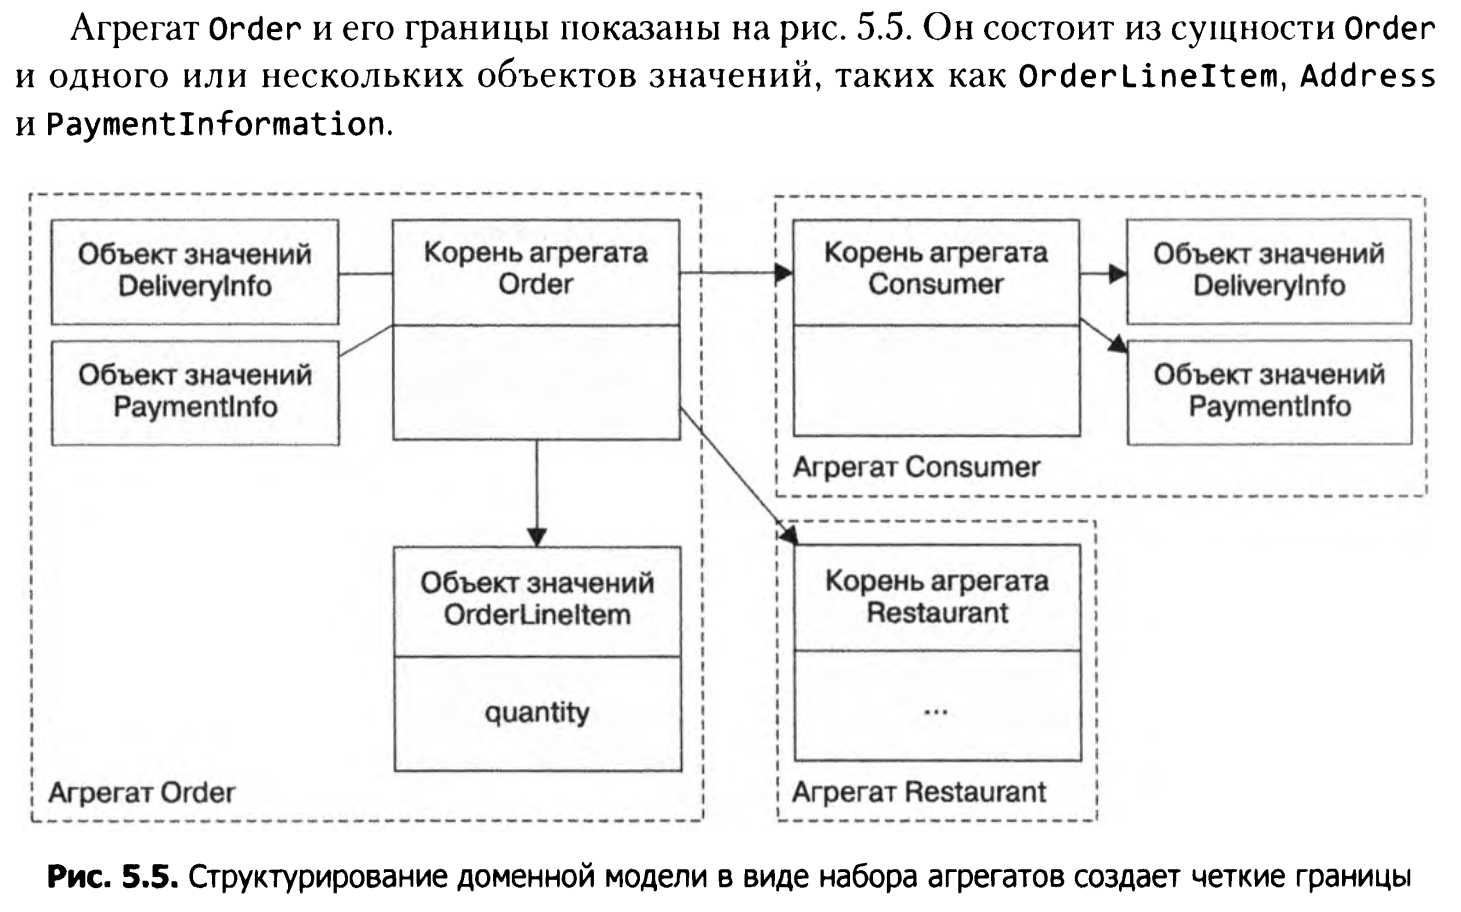 Агрегат Order и его границы показаны на рис. 5.5. Он состоит из сущности Order
и одного или нескольких объектов значений, таких как OrderLineItem, Address
и PaymentInformation.
Объект значений
DeliveryInfo
Корень агрегата
Order
Корень агрегата
Consumer
Объект значений
DeliveryInfo
Объект значений
PaymentInfo
Объект значений
PaymentInfo
Агрегат Consumer
Объект значений
OrderLineItem
quantity
Корень агрегата
Restaurant
...
Агрегат Order
Агрегат Restaurant
Рис. 5.5. Структурирование доменной модели в виде набора агрегатов создает четкие границы